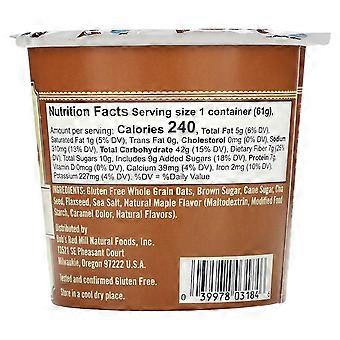 Nutrition Facts Serving size 1 container (61g),
Amount per serving: Calories 240, Total Fat 5g (6% DV),
Saturated Fat 1g (5% DV), Trans Fat 0g, Cholesterol 0mg (0% DV), Sodium
310mg (13% DV), Total Carbohydrate 42g (15% DV), Dietary Fiber 7g (25%
DV), Total Sugars 10g, Includes 9g Added Sugars (18% DV), Protein 7g,
Vitamin D 0mcg (0% DV), Calcium 39mg (4% DV), Iron 2mg (10% DV),
Potassium 227mg (4% DV). %DV = %Daily Value
INGREDIENTS: Gluten Free Whole Grain Oats, Brown Sugar, Cane Sugar, Chia
Seed, Flaxseed, Sea Salt, Natural Maple Flavor (Maltodextrin, Modified Food
Starch, Caramel Color, Natural Flavors).
Distributed by:
Bob's Red Mill Natural Foods, Inc.
13521 SE Pheasant Court
Milwaukie, Oregon 97222 U.S.A.
Tested and confirmed Gluten Free.
Store in a cool dry place.
0 39978 03184